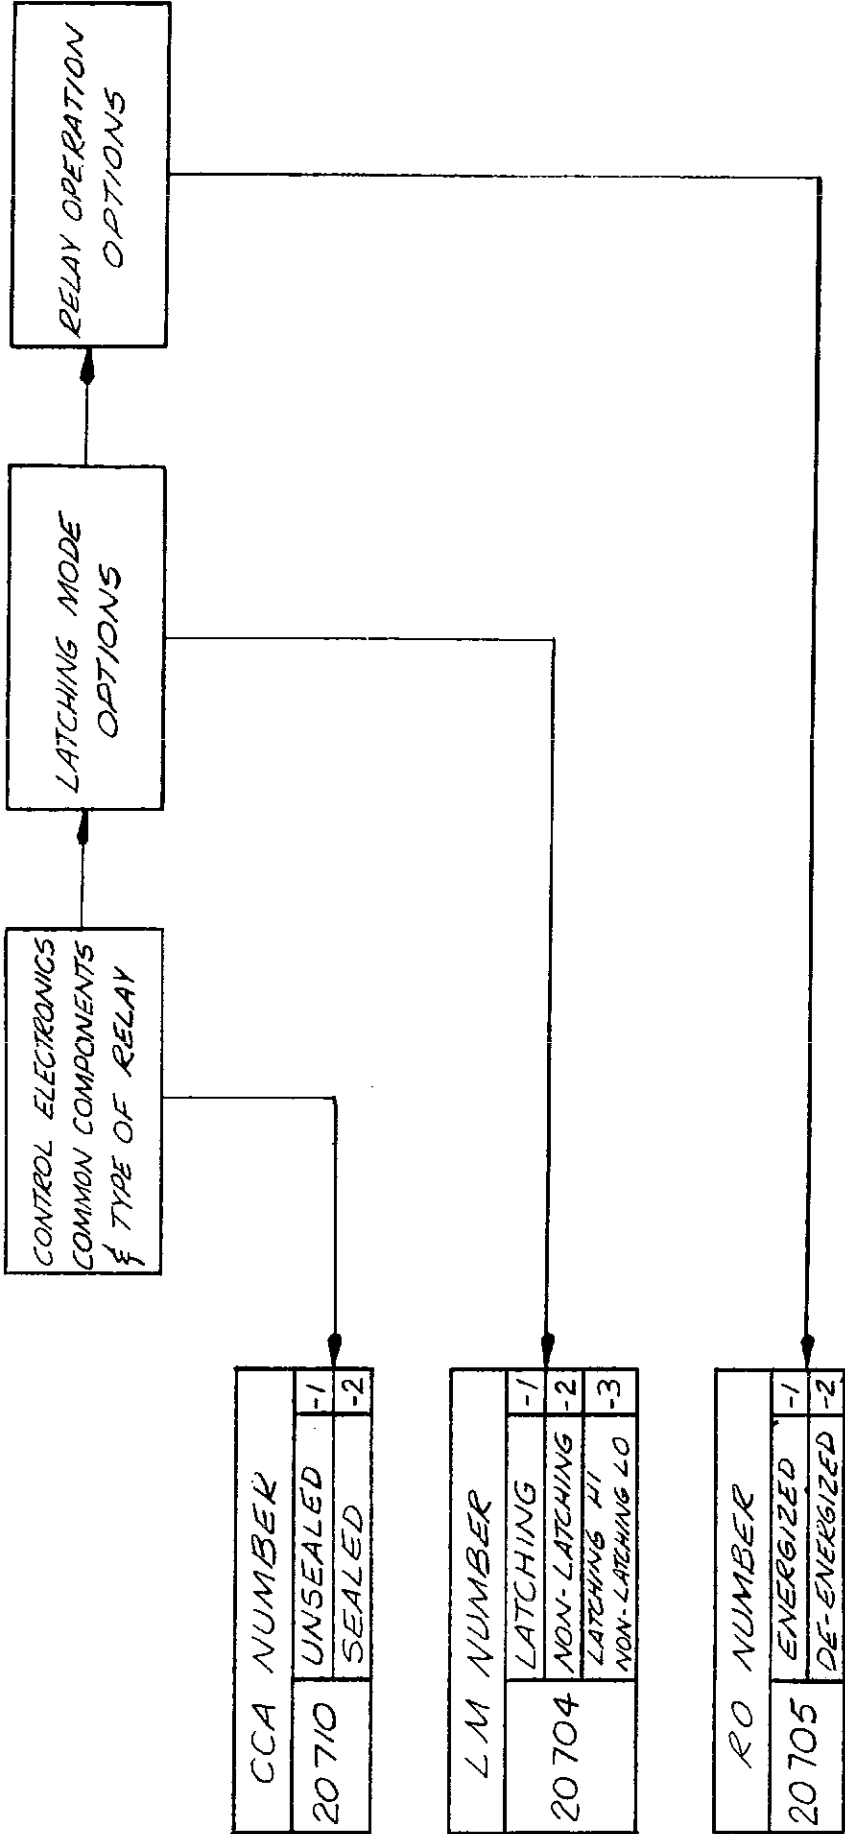 CONTROL ELECTRONICS
COMMON COMPONENTS
& TYPE OF RELAY
LATCHING MODE
OPTIONS
RELAY OPERATION
OPTIONS
CCA NUMBER
20710
UNSEALED -1
SEALED -2
LM NUMBER
20704
LATCHING -1
NON-LATCHING -2
LATCHING HI -3
NON-LATCHING LO
RO NUMBER
20705
ENERGIZED -1
DE-ENERGIZED -2